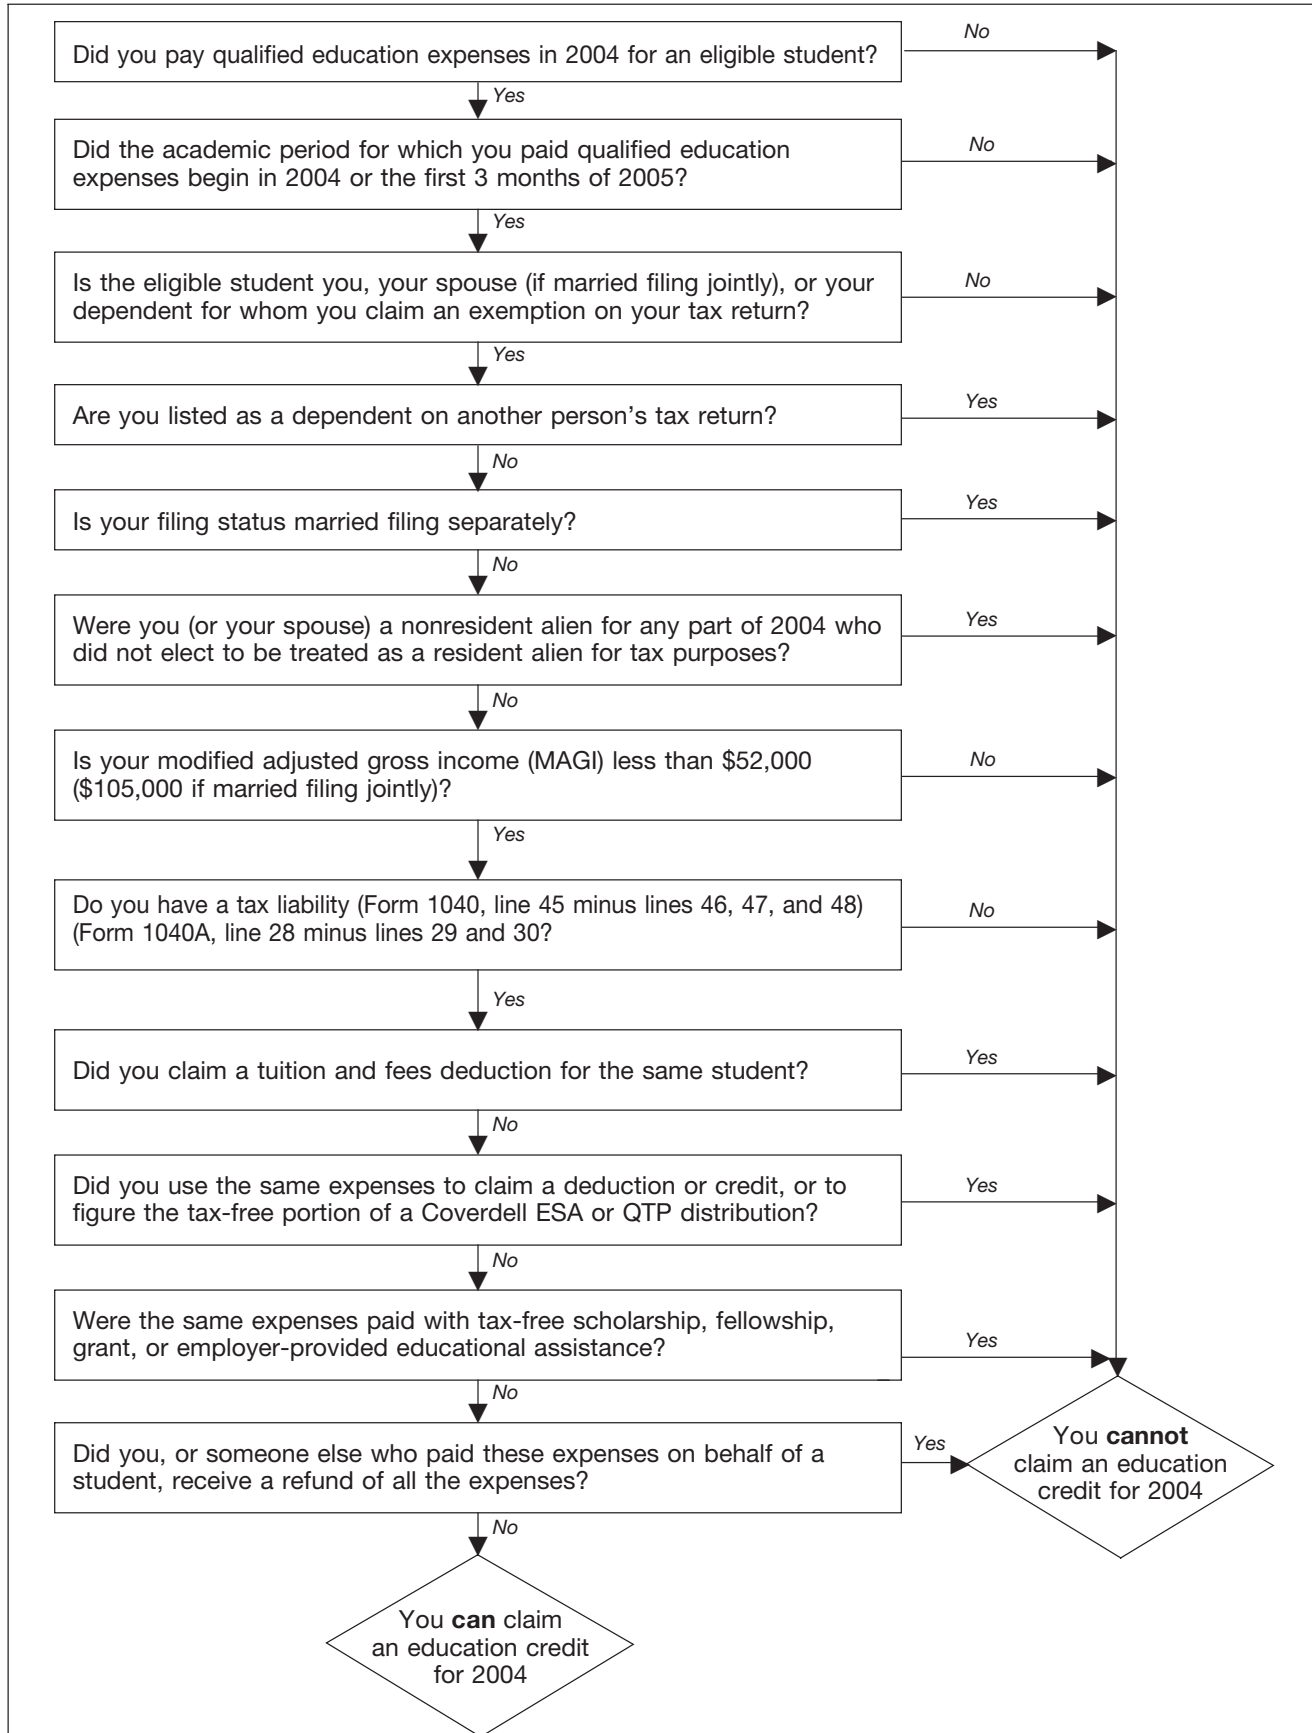 Did you pay qualified education expenses in 2004 for an eligible student?
No
Yes
Did the academic period for which you paid qualified education
expenses begin in 2004 or the first 3 months of 2005?
No
Yes
Is the eligible student you, your spouse (if married filing jointly), or your
dependent for whom you claim an exemption on your tax return?
No
Yes
Are you listed as a dependent on another person's tax return?
Yes
No
Is your filing status married filing separately?
Yes
No
Were you (or your spouse) a nonresident alien for any part of 2004 who
did not elect to be treated as a resident alien for tax purposes?
Yes
No
Is your modified adjusted gross income (MAGI) less than $52,000
($105,000 if married filing jointly)?
No
Yes
Do you have a tax liability (Form 1040, line 45 minus lines 46, 47, and 48)
(Form 1040A, line 28 minus lines 29 and 30?
No
Yes
Did you claim a tuition and fees deduction for the same student?
Yes
No
Did you use the same expenses to claim a deduction or credit, or to
figure the tax-free portion of a Coverdell ESA or QTP distribution?
Yes
No
Were the same expenses paid with tax-free scholarship, fellowship,
grant, or employer-provided educational assistance?
Yes
No
Did you, or someone else who paid these expenses on behalf of a
student, receive a refund of all the expenses?
Yes
You cannot
claim an education
credit for 2004
No
You can claim
an education credit
for 2004